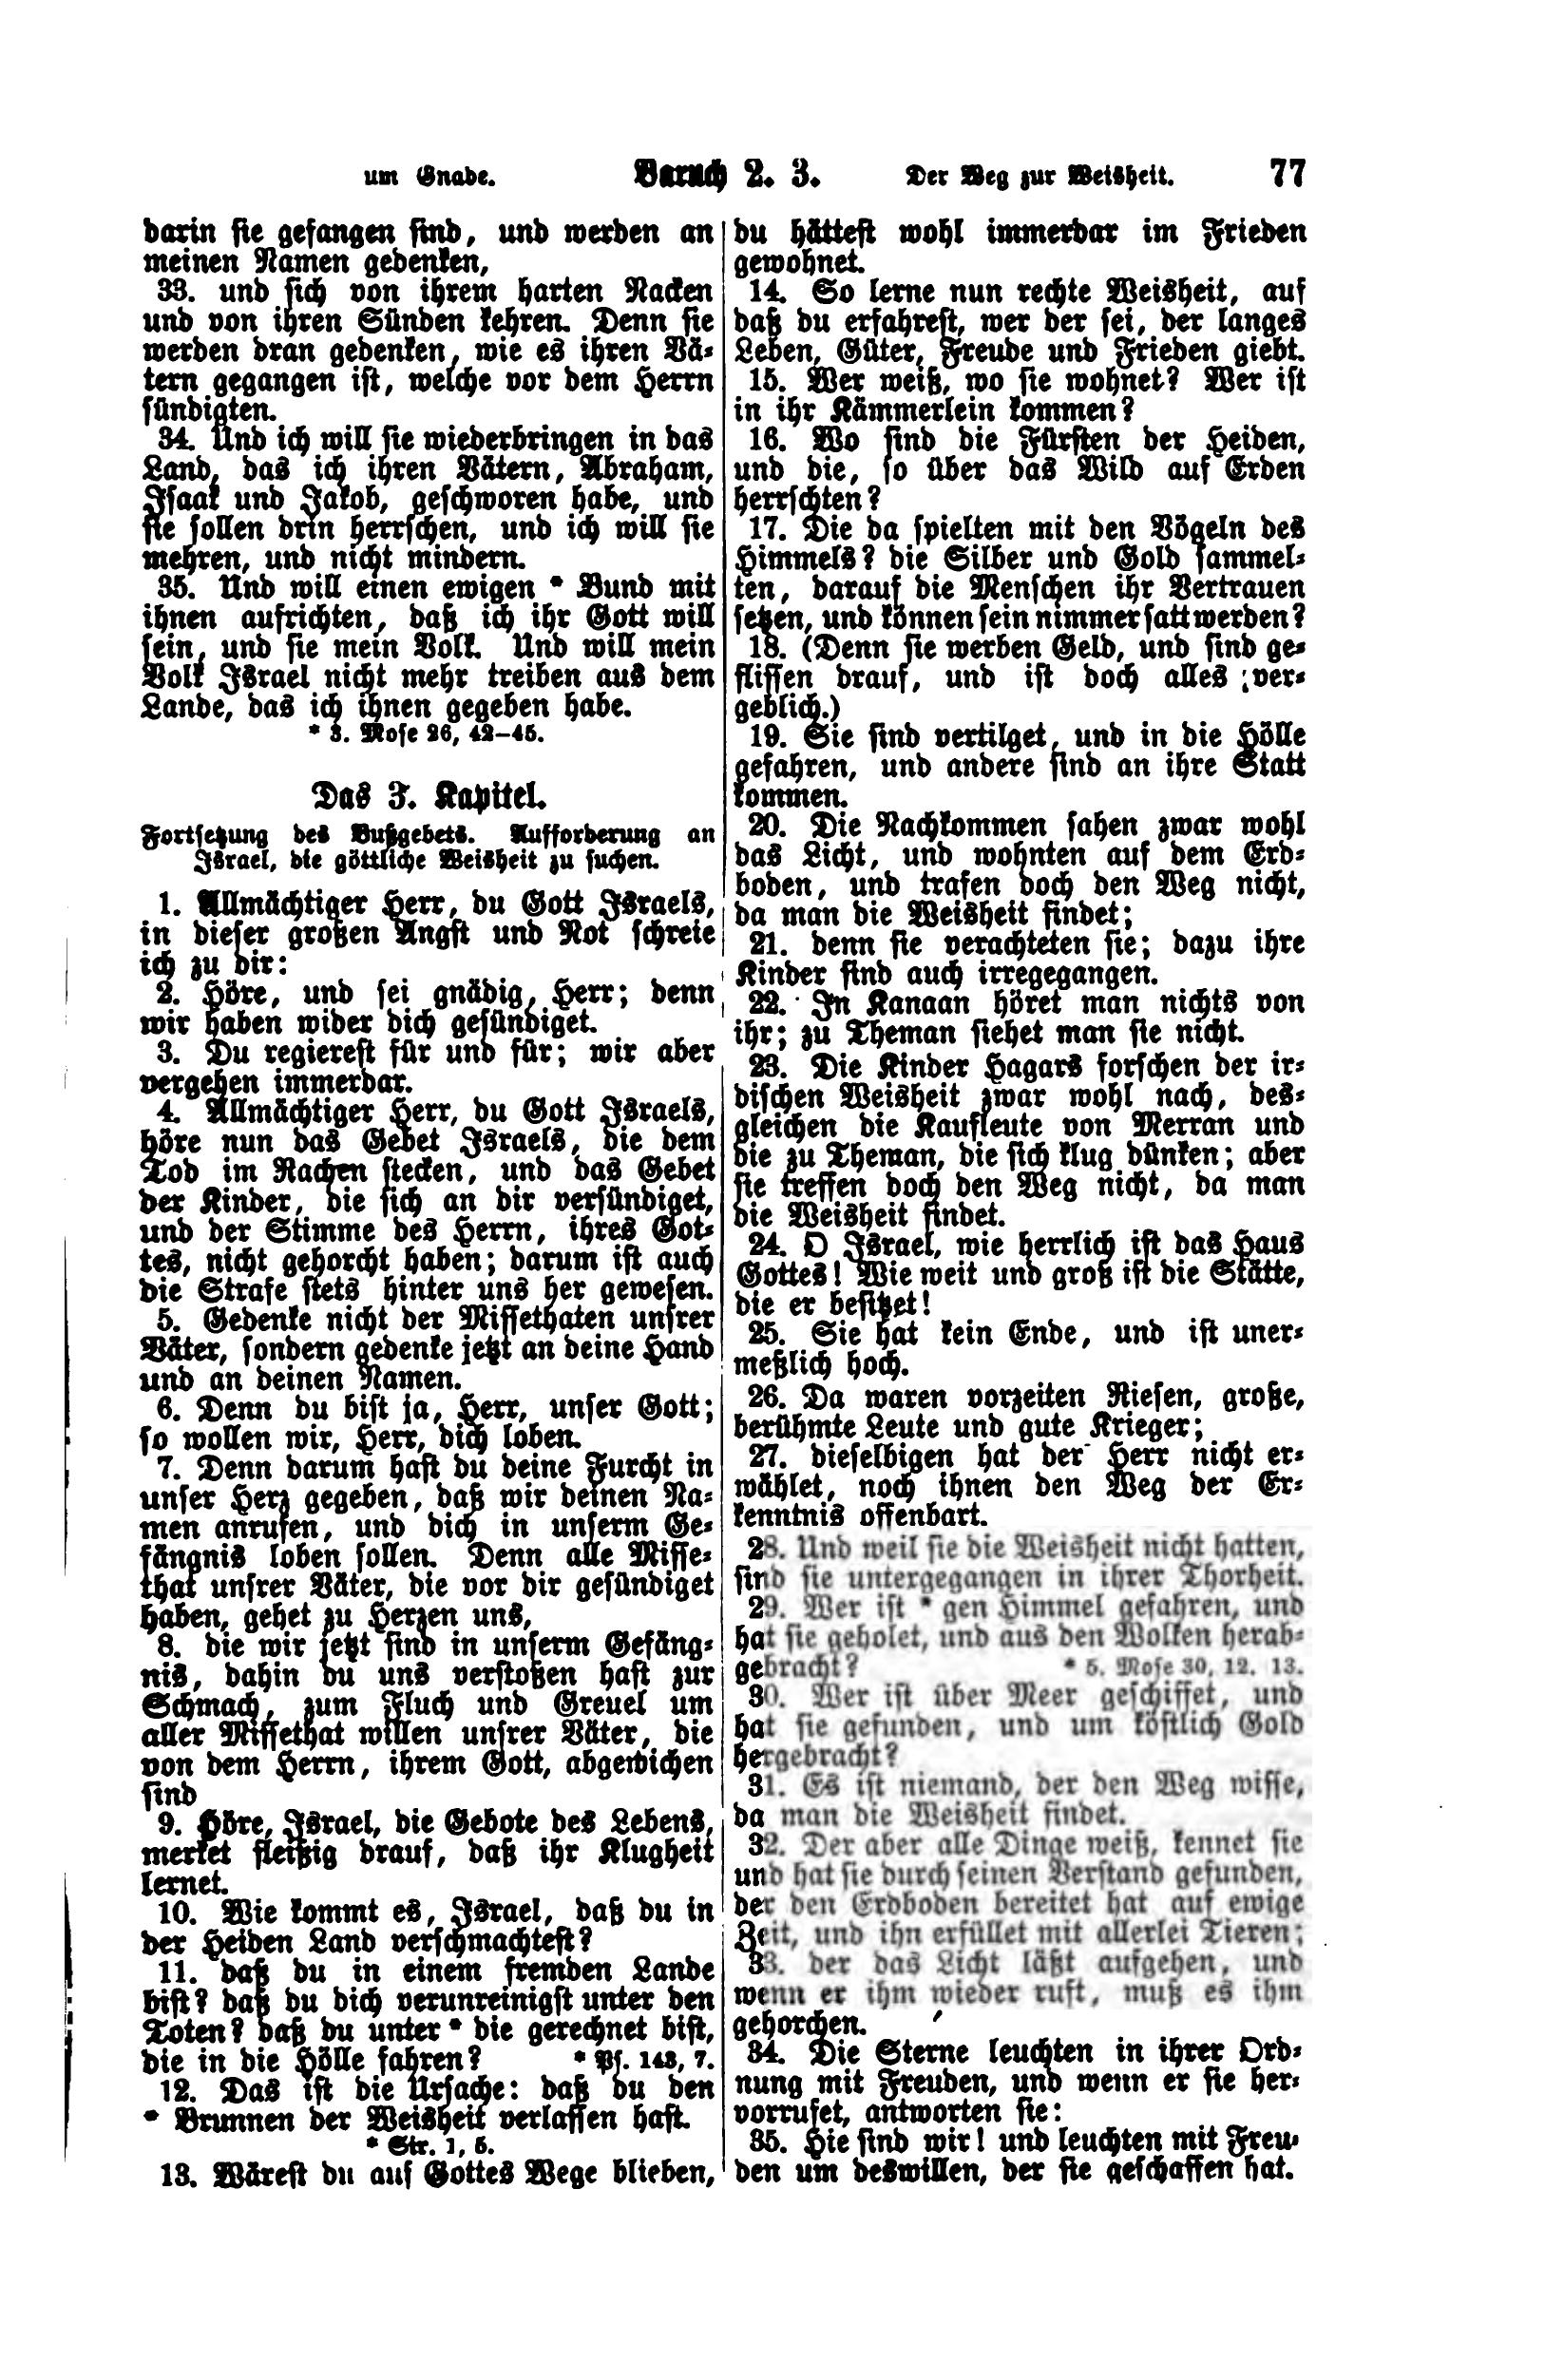 um Gnade. Baruch 2. 3. Der Weg zur Weisheit. 77
darin sie gefangen sind, und werden an
meinen Namen gedenken,
33. und sich von ihrem harten Nacken
und von ihren Sünden kehren. Denn sie
werden dran gedenken, wie es ihren Vä-
tern gegangen ist, welche vor dem Herrn
sündigten.
34. Und ich will sie wiederbringen in das
Land, das ich ihren Vätern, Abraham,
Isaak und Jakob, geschworen habe, und
sie sollen drin herrschen, und ich will sie
mehren, und nicht mindern.
35. Und will einen ewigen * Bund mit
ihnen aufrichten, daß ich ihr Gott will
sein, und sie mein Volk. Und will mein
Volk Israel nicht mehr treiben aus dem
Lande, das ich ihnen gegeben habe.
* 3. Mose 26, 42–45.
Das 3. Kapitel.
Fortsetzung des Bußgebets. Aufforderung an
Israel, die göttliche Weisheit zu suchen.
1. Allmächtiger Herr, du Gott Israels,
in dieser großen Angst und Not schreie
ich zu dir:
2. Höre, und sei gnädig, Herr; denn
wir haben wider dich gesündiget.
3. Du regierest für und für; wir aber
vergehen immerdar.
4. Allmächtiger Herr, du Gott Israels,
höre nun das Gebet Israels, die dem
Tod im Rachen stecken, und das Gebet
der Kinder, die sich an dir versündiget,
und der Stimme des Herrn, ihres Got-
tes, nicht gehorcht haben; darum ist auch
die Strafe stets hinter uns her gewesen.
5. Gedenke nicht der Missethaten unsrer
Väter, sondern gedenke jetzt an deine Hand
und an deinen Namen.
6. Denn du bist ja, Herr, unser Gott;
so wollen wir, Herr, dich loben.
7. Denn darum hast du deine Furcht in
unser Herz gegeben, daß wir deinen Na-
men anrufen, und dich in unserm Ge-
fängnis loben sollen. Denn alle Misse-
that unsrer Väter, die vor dir gesündiget
haben, gehet zu Herzen uns,
8. die wir jetzt sind in unserm Gefäng-
nis, dahin du uns verstoßen hast zur
Schmach, zum Fluch und Greuel um
aller Missethat willen unsrer Väter, die
von dem Herrn, ihrem Gott, abgewichen
sind
9. Höre, Israel, die Gebote des Lebens,
merket fleißig drauf, daß ihr Klugheit
lernet.
10. Wie kommt es, Israel, daß du in
der Heiden Land verschmachtest?
11. daß du in einem fremden Lande
bist? daß du dich verunreinigst unter den
Toten? daß du unter * die gerechnet bist,
die in die Hölle fahren? * Ps. 143, 7.
12. Das ist die Ursache: daß du den
* Brunnen der Weisheit verlassen hast.
* Str. 1, 5.
13. Wärest du auf Gottes Wege blieben,
du hättest wohl immerdar im Frieden
gewohnet.
14. So lerne nun rechte Weisheit, auf
daß du erfahrest, wer der sei, der langes
Leben, Güter, Freude und Frieden giebt.
15. Wer weiß, wo sie wohnet? Wer ist
in ihr Kämmerlein kommen?
16. Wo sind die Fürsten der Heiden,
und die, so über das Wild auf Erden
herrschten?
17. Die da spielten mit den Vögeln des
Himmels? die Silber und Gold sammel-
ten, darauf die Menschen ihr Vertrauen
setzen, und können sein nimmer satt werden?
18. (Denn sie werben Geld, und sind ge-
flissen drauf, und ist doch alles ver-
geblich.)
19. Sie sind vertilget, und in die Hölle
gefahren, und andere sind an ihre Statt
kommen.
20. Die Nachkommen sahen zwar wohl
das Licht, und wohnten auf dem Erd-
boden, und trafen doch den Weg nicht,
da man die Weisheit findet;
21. denn sie verachteten sie; dazu ihre
Kinder sind auch irregegangen.
22. In Kanaan höret man nichts von
ihr; zu Theman siehet man sie nicht.
23. Die Kinder Hagars forschen der ir-
dischen Weisheit zwar wohl nach, des-
gleichen die Kaufleute von Merran und
die zu Theman, die sich klug dünken; aber
sie treffen doch den Weg nicht, da man
die Weisheit findet.
24. O Israel, wie herrlich ist das Haus
Gottes! Wie weit und groß ist die Stätte,
die er besitzet!
25. Sie hat kein Ende, und ist uner-
meßlich hoch.
26. Da waren vorzeiten Riesen, große,
berühmte Leute und gute Krieger;
27. dieselbigen hat der Herr nicht er-
wählet, noch ihnen den Weg der Er-
kenntnis offenbart.
28. Und weil sie die Weisheit nicht hatten,
sind sie untergegangen in ihrer Thorheit.
29. Wer ist * gen Himmel gefahren, und
hat sie geholet, und aus den Wolken herab-
gebracht? * 5. Mose 30, 12. 13.
30. Wer ist über Meer geschiffet, und
hat sie gefunden, und um köstlich Gold
hergebracht?
31. Es ist niemand, der den Weg wisse,
da man die Weisheit findet.
32. Der aber alle Dinge weiß, kennet sie
und hat sie durch seinen Verstand gefunden,
der den Erdboden bereitet hat auf ewige
Zeit, und ihn erfüllet mit allerlei Tieren;
33. der das Licht läßt aufgehen, und
wenn er ihm wieder ruft, muß es ihm
gehorchen.
34. Die Sterne leuchten in ihrer Ord-
nung mit Freuden, und wenn er sie her-
vorrufet, antworten sie:
35. Hie sind wir! und leuchten mit Freu-
den um deswillen, der sie geschaffen hat.